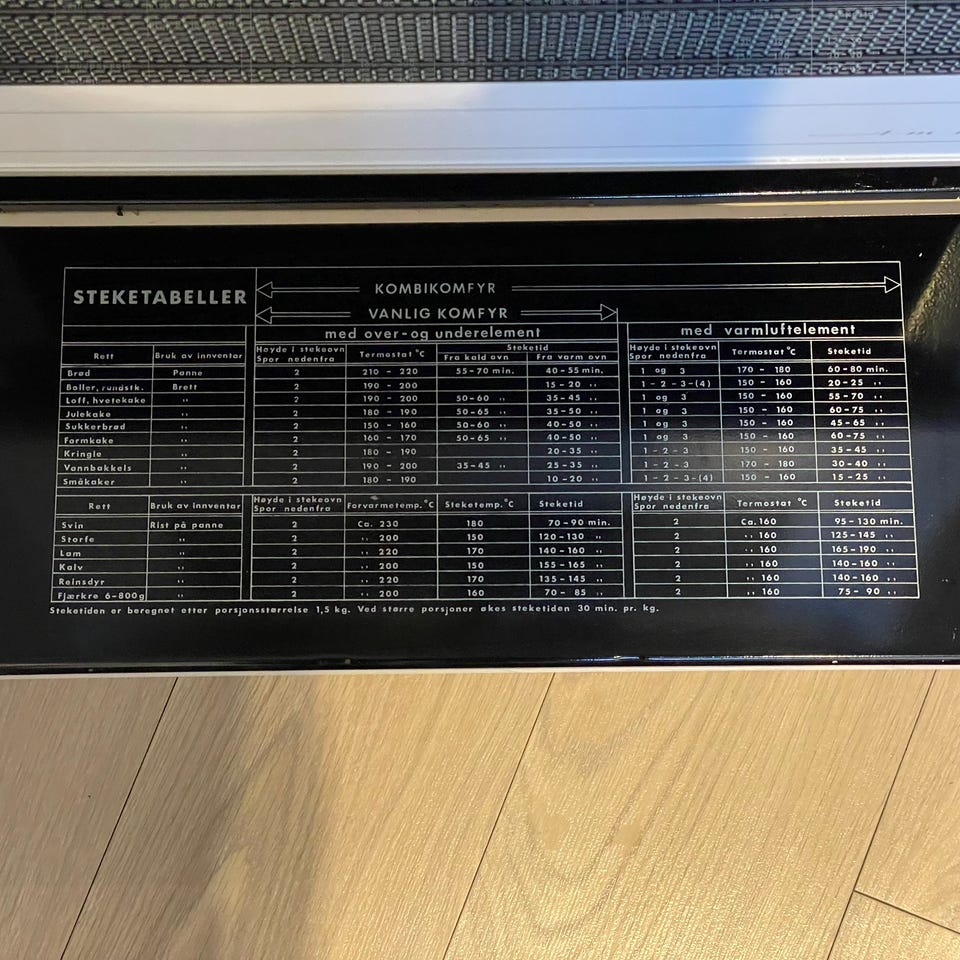 STEKETABELLER
KOMBIKOMFYR
VANLIG KOMFYR
med over-og underelement
med varmluftelement
Rett Bruk av innventar Høyde i stekeovn Spor nedenfra Termostat °C Steketid Fra kald ovn Fra varm ovn Høyde i stekeovn Spor nedenfra Termostat °C Steketid
Brød Panne 2 210 - 220 55-70 min. 40-55 min. 1 og 3 170 - 180 60-80 min.
Boller, rundstk. Brett 2 190 - 200 15-20 ,, 1-2-3-(4) 150 - 160 20-25 ,,
Loff, hvetekake ,, 2 190 - 200 50-60 ,, 35-45 ,, 1 og 3 150 - 160 55-70 ,,
Julekake ,, 2 180 - 190 50-65 ,, 35-50 ,, 1 og 3 150 - 160 60-75 ,,
Sukkerbrød ,, 2 150 - 160 50-60 ,, 40-50 ,, 1 og 3 150 - 160 45-65 ,,
Formkake ,, 2 160 - 170 50-65 ,, 40-50 ,, 1 og 3 150 - 160 60-75 ,,
Kringle ,, 2 180 - 190 20-35 ,, 1-2-3 150 - 160 35-45 ,,
Vannbakkels ,, 2 190 - 200 35-45 ,, 25-35 ,, 1-2-3 170 - 180 30-40 ,,
Småkaker ,, 2 180 - 190 10-20 ,, 1-2-3-(4) 150 - 160 15-25 ,,
Rett Bruk av innventar Høyde i stekeovn Spor nedenfra Forvarmetemp. °C Steketemp. °C Steketid Høyde i stekeovn Spor nedenfra Termostat °C Steketid
Svin Rist på panne 2 Ca. 230 180 70-90 min. 2 Ca. 160 95-130 min.
Storfe ,, 2 ,, 200 150 120-130 ,, 2 ,, 160 125-145 ,,
Lam ,, 2 ,, 220 170 140-160 ,, 2 ,, 160 165-190 ,,
Kalv ,, 2 ,, 200 150 155-165 ,, 2 ,, 160 140-160 ,,
Reinsdyr ,, 2 ,, 220 170 135-145 ,, 2 ,, 160 140-160 ,,
Fjærkre 6-800g ,, 2 ,, 200 160 70-85 ,, 2 ,, 160 75-90 ,,
Steketiden er beregnet etter porsjonsstørrelse 1,5 kg. Ved større porsjoner økes steketiden 30 min. pr. kg.